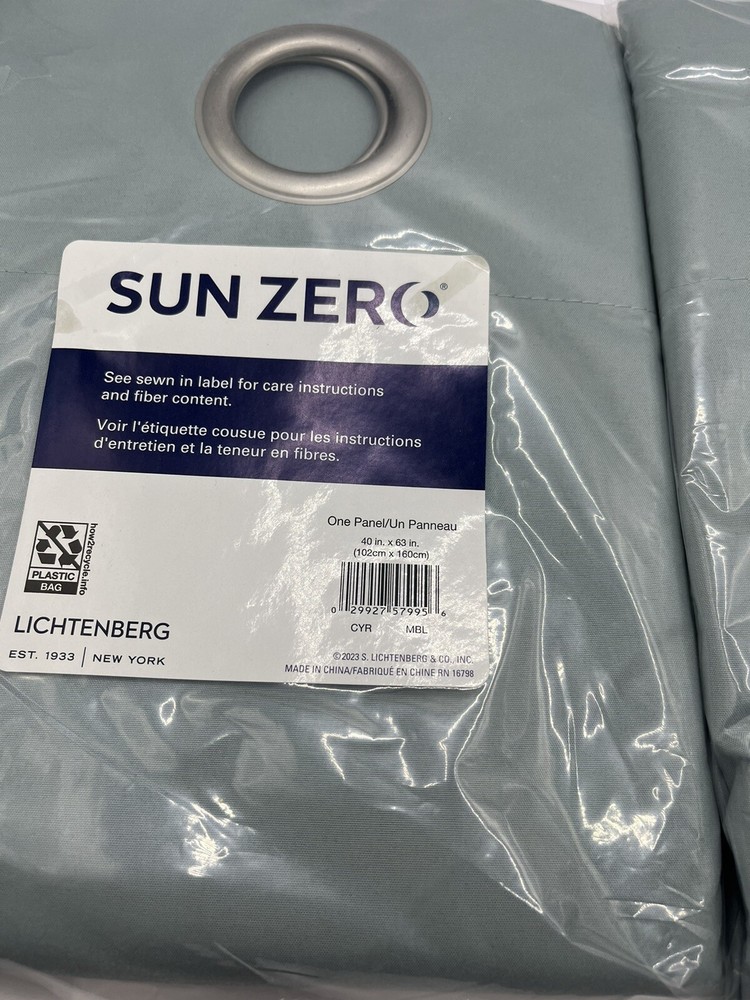 SUN ZERO®
See sewn in label for care instructions
and fiber content.
Voir l'étiquette cousue pour les instructions
d'entretien et la teneur en fibres.
how2recycle.info
PLASTIC
BAG
LICHTENBERG
EST. 1933 | NEW YORK
One Panel/Un Panneau
40 in. x 63 in.
(102cm x 160cm)
0 29927 57995 6
CYR MBL
©2023 S. LICHTENBERG & CO., INC.
MADE IN CHINA/FABRIQUÉ EN CHINE RN 16798